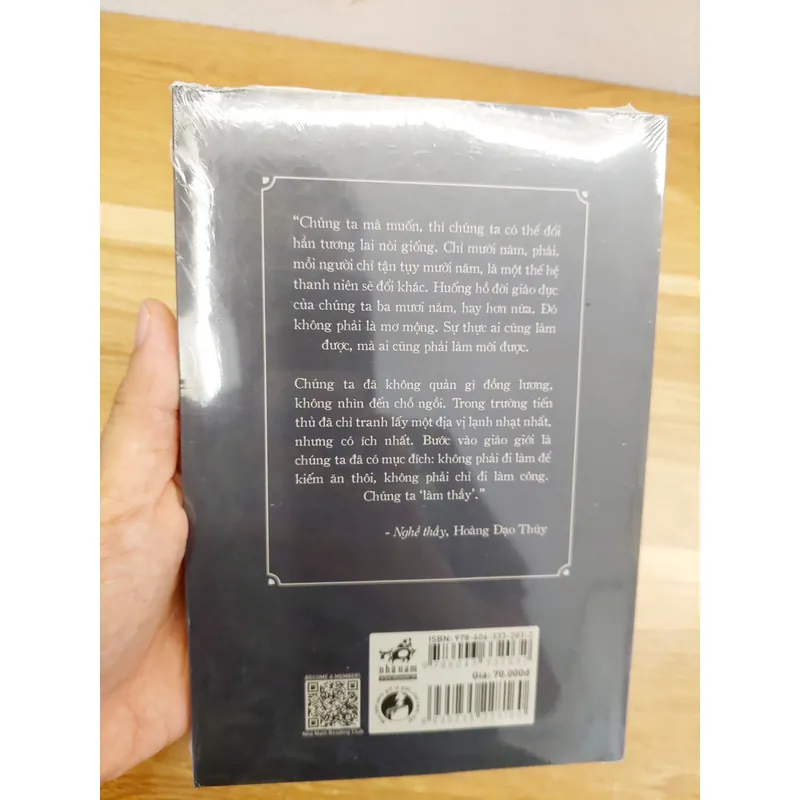 “Chúng ta mà muốn, thì chúng ta có thể đổi
hẳn tương lai nòi giống. Chỉ mười năm, phải,
mỗi người chỉ tận tụy mười năm, là một thế hệ
thanh niên sẽ đổi khác. Huống hồ đời giáo dục
của chúng ta ba mươi năm, hay hơn nữa. Đó
không phải là mơ mộng. Sự thực ai cũng làm
được, mà ai cũng phải làm mới được.
Chúng ta đã không quản gì đồng lương,
không nhìn đến chỗ ngồi. Trong trường tiến
thủ đã chỉ tranh lấy một địa vị lạnh nhạt nhất,
nhưng có ích nhất. Bước vào giáo giới là
chúng ta đã có mục đích: không phải đi làm để
kiếm ăn thôi, không phải chỉ đi làm công.
Chúng ta ‘làm thầy’.”
- Nghề thầy, Hoàng Đạo Thúy
BECOME A MEMBER!
Nha Nam Reading Club
nhã nam
ISBN: 978-604-333-203-2
Giá: 70.000đ